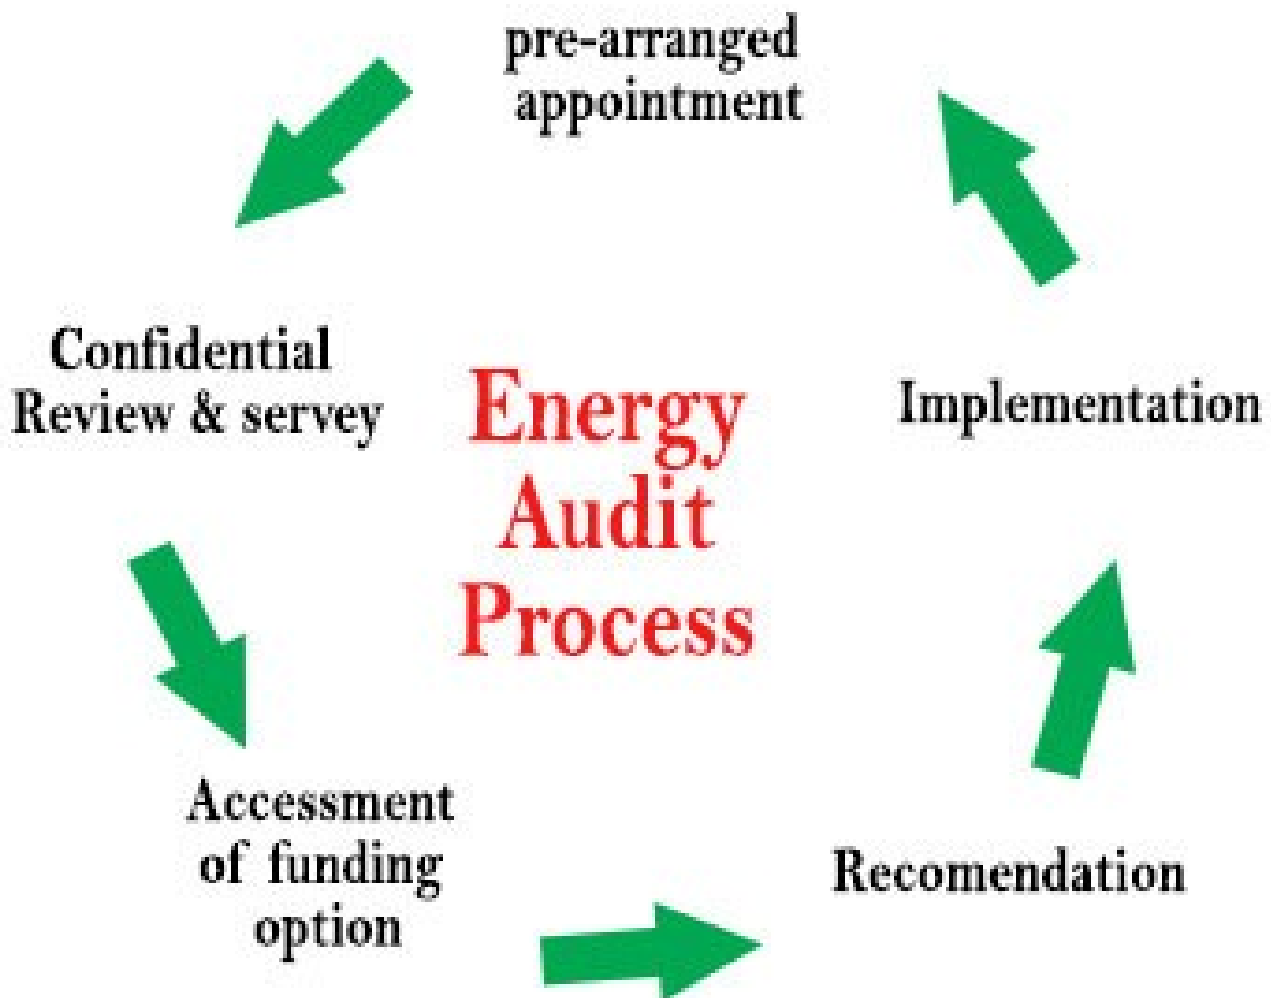 pre-arranged
appointment
Confidential
Review & servey
Accessment
of funding
option
Recomendation
Implementation
Energy
Audit
Process